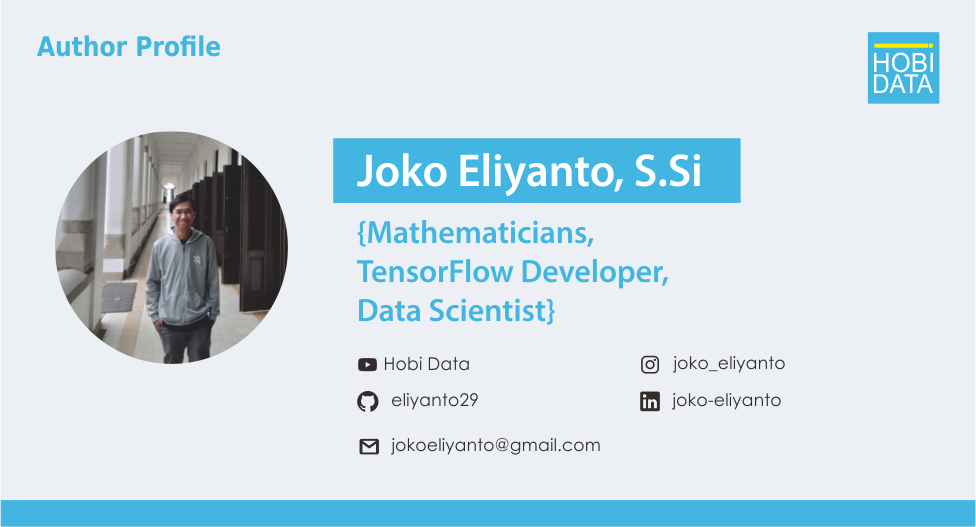 Author Profile
HOBI
DATA
Joko Eliyanto, S.Si
{Mathematicians,
TensorFlow Developer,
Data Scientist}
Hobi Data
joko_eliyanto
eliyanto29
joko-eliyanto
jokoeliyanto@gmail.com